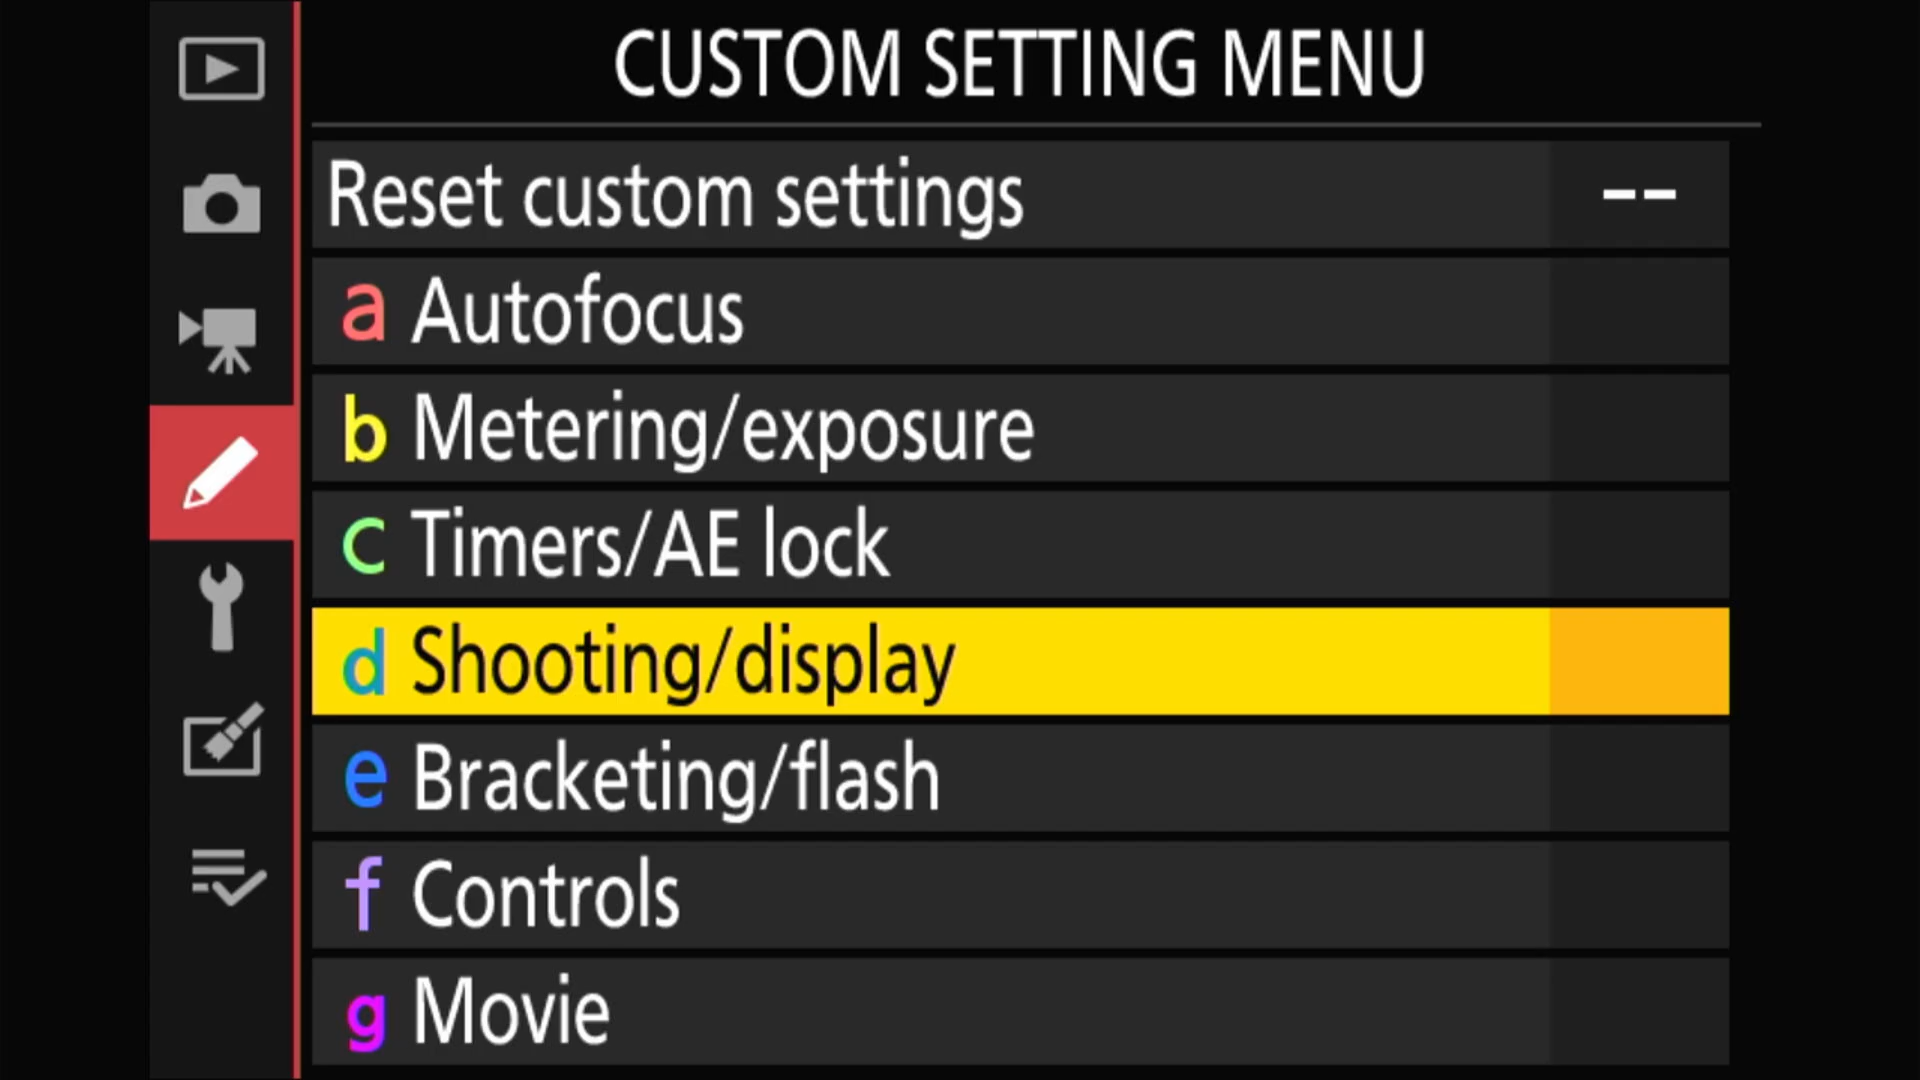 CUSTOM SETTING MENU
Reset custom settings --
a Autofocus
b Metering/exposure
c Timers/AE lock
d Shooting/display
e Bracketing/flash
f Controls
g Movie